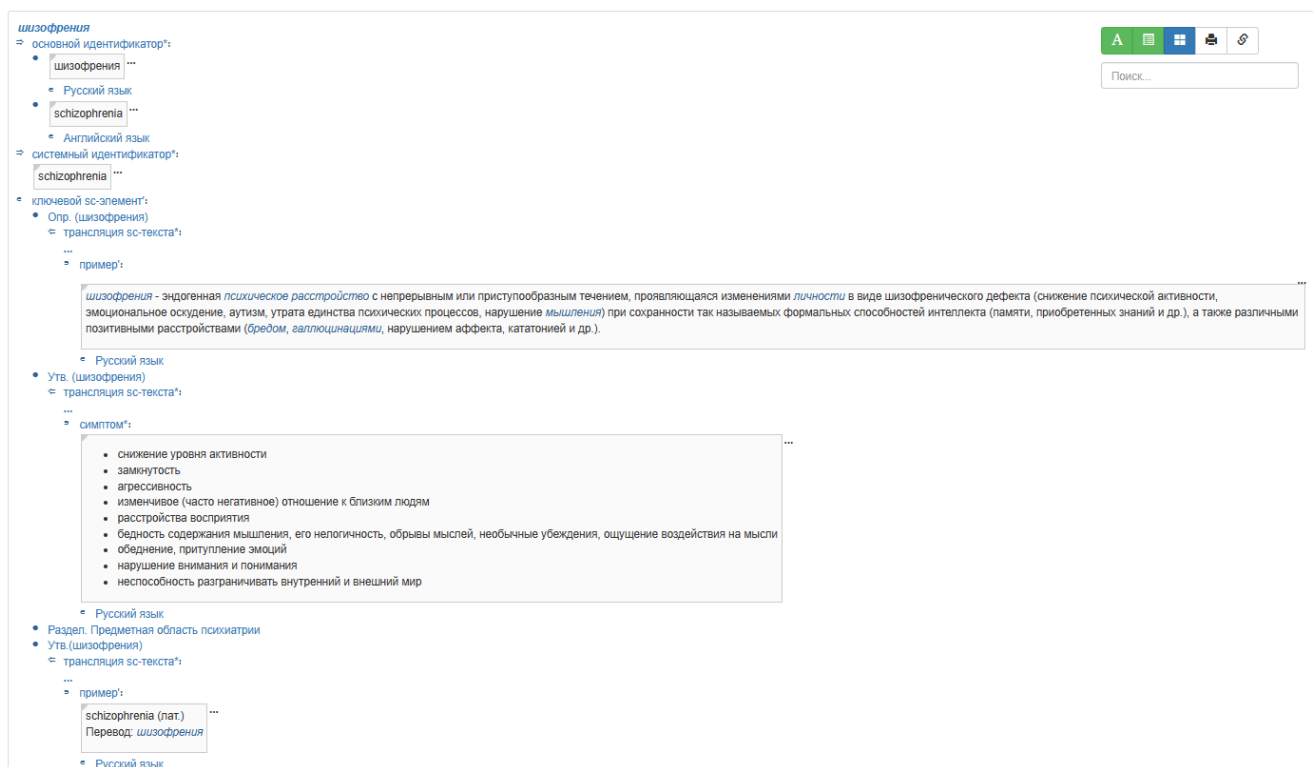 шизофрения
⇒ основной идентификатор*:
• шизофрения ...
∈ Русский язык
• schizophrenia ...
∈ Английский язык
⇒ системный идентификатор*:
schizophrenia ...
∈ ключевой sc-элемент':
• Опр. (шизофрения)
⇐ трансляция sc-текста*:
...
∋ пример':
...
шизофрения - эндогенная психическое расстройство с непрерывным или приступообразным течением, проявляющаяся изменениями личности в виде шизофренического дефекта (снижение психической активности,
эмоциональное оскудение, аутизм, утрата единства психических процессов, нарушение мышления) при сохранности так называемых формальных способностей интеллекта (памяти, приобретенных знаний и др.), а также различными
позитивными расстройствами (бредом, галлюцинациями, нарушением аффекта, кататонией и др.).
∈ Русский язык
• Утв. (шизофрения)
⇐ трансляция sc-текста*:
...
∋ симптом*:
...
• снижение уровня активности
• замкнутость
• агрессивность
• изменчивое (часто негативное) отношение к близким людям
• расстройства восприятия
• бедность содержания мышления, его нелогичность, обрывы мыслей, необычные убеждения, ощущение воздействия на мысли
• обеднение, притупление эмоций
• нарушение внимания и понимания
• неспособность разграничивать внутренний и внешний мир
∈ Русский язык
• Раздел. Предметная область психиатрии
• Утв.(шизофрения)
⇐ трансляция sc-текста*:
...
∋ пример':
schizophrenia (лат.) ...
Перевод: шизофрения
∈ Русский язык
A
Поиск...